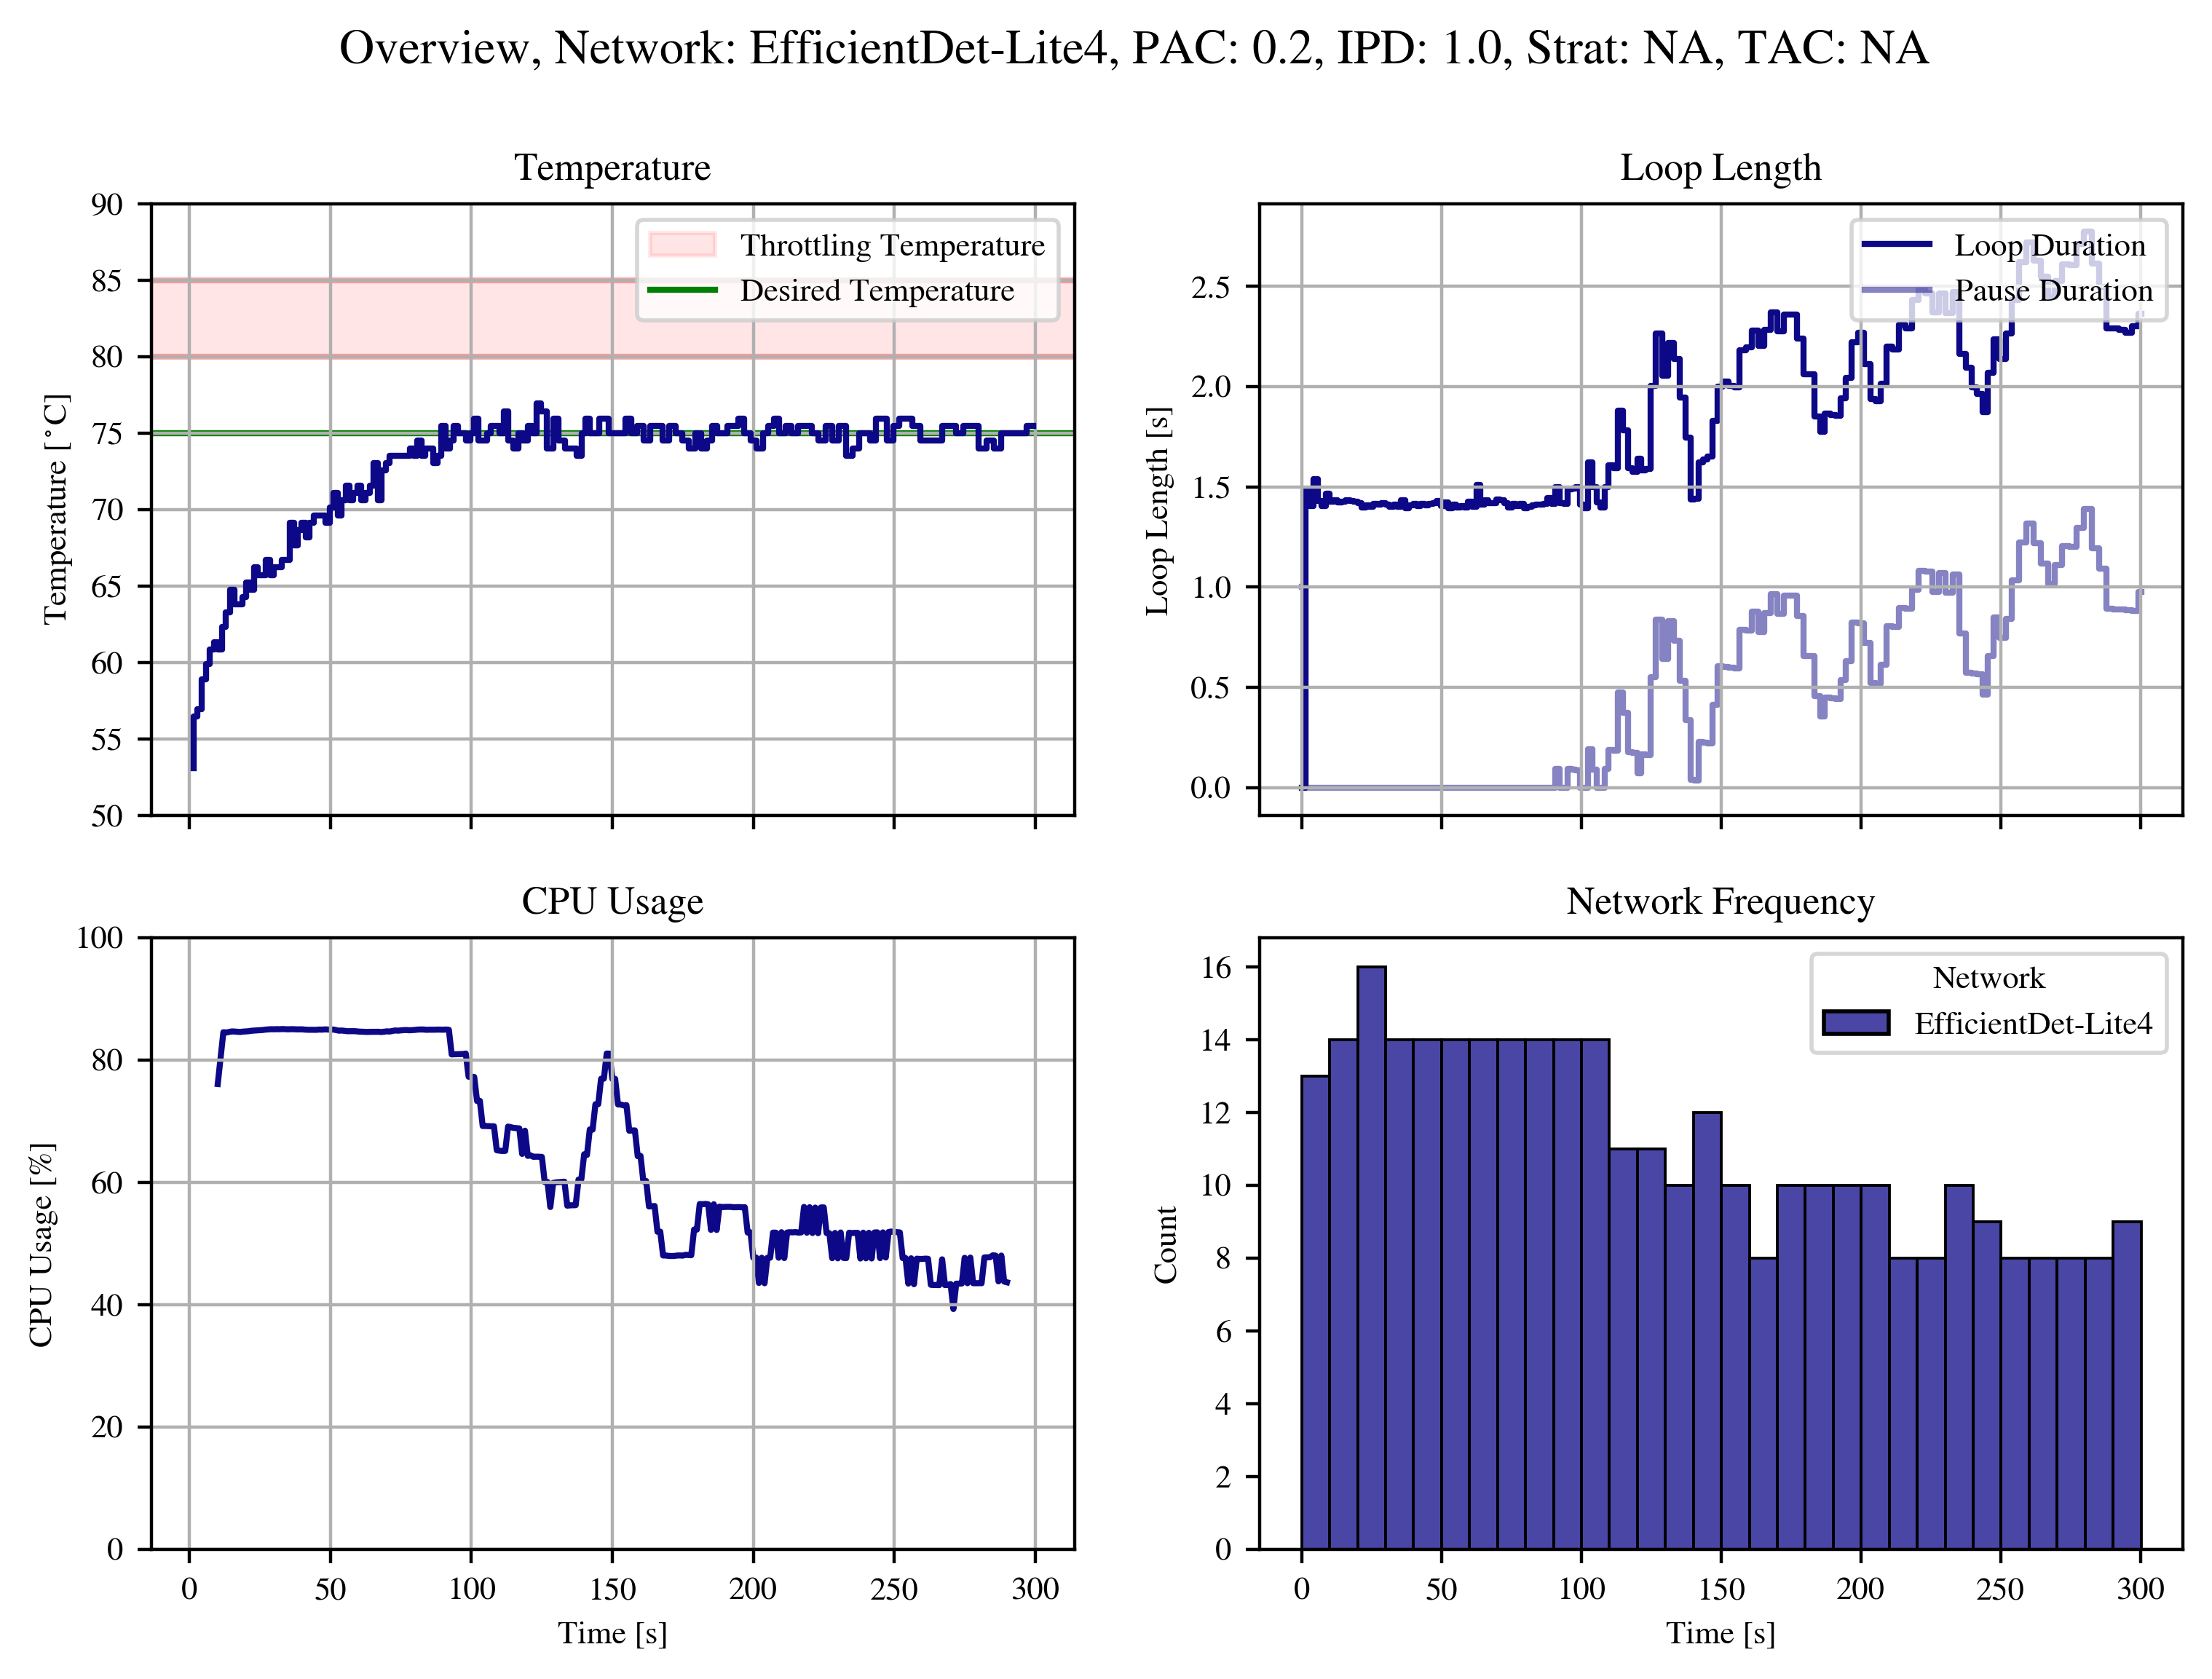 Overview, Network: EfficientDet-Lite4, PAC: 0.2, IPD: 1.0, Strat: NA, TAC: NA
Temperature
90
85
80
75
70
65
60
55
50
Temperature [°C]
Throttling Temperature
Desired Temperature
Loop Length
2.5
2.0
1.5
1.0
0.5
0.0
Loop Length [s]
Loop Duration
Pause Duration
CPU Usage
100
80
60
40
20
0
CPU Usage [%]
0 50 100 150 200 250 300
Time [s]
Network Frequency
16
14
12
10
8
6
4
2
0
Count
Network
EfficientDet-Lite4
0 50 100 150 200 250 300
Time [s]